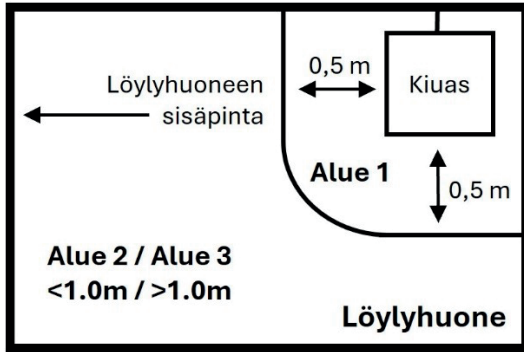 0,5 m
Kiuas
Löylyhuoneen
sisäpinta
Alue 1
0,5 m
Alue 2 / Alue 3
<1.0m / >1.0m
Löylyhuone